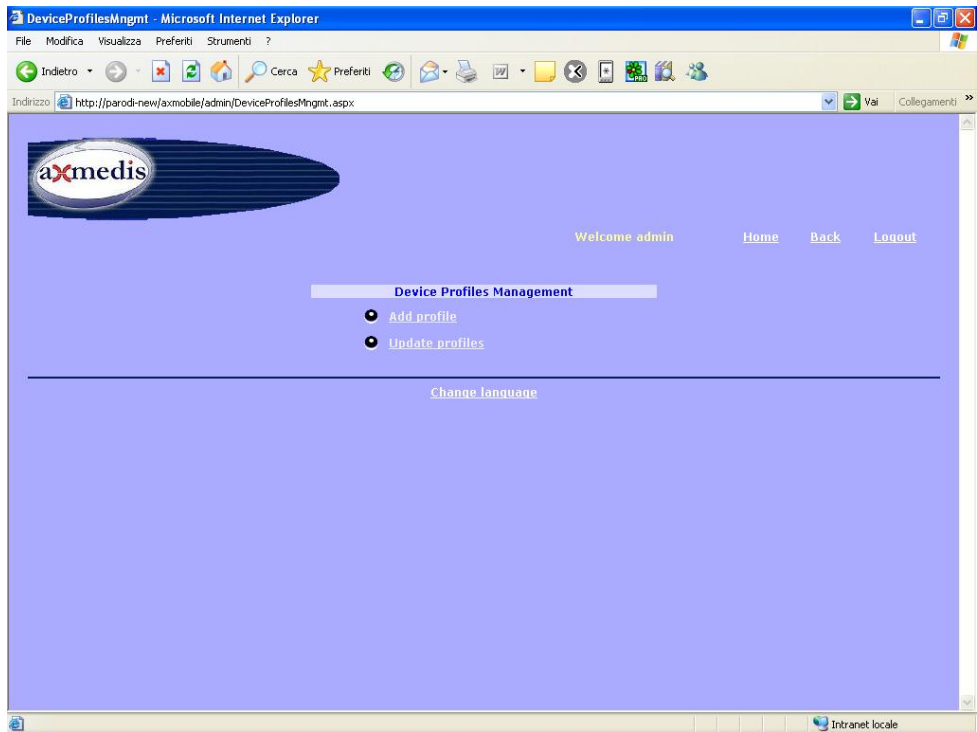 DeviceProfilesMngmt - Microsoft Internet Explorer
File Modifica Visualizza Preferiti Strumenti ?
Indietro Cerca Preferiti
Indirizzo http://parodi-new/axmobile/admin/DeviceProfilesMngmt.aspx Vai Collegamenti »
axmedis
Welcome admin Home Back Logout
Device Profiles Management
Add profile
Update profiles
Change language
Intranet locale